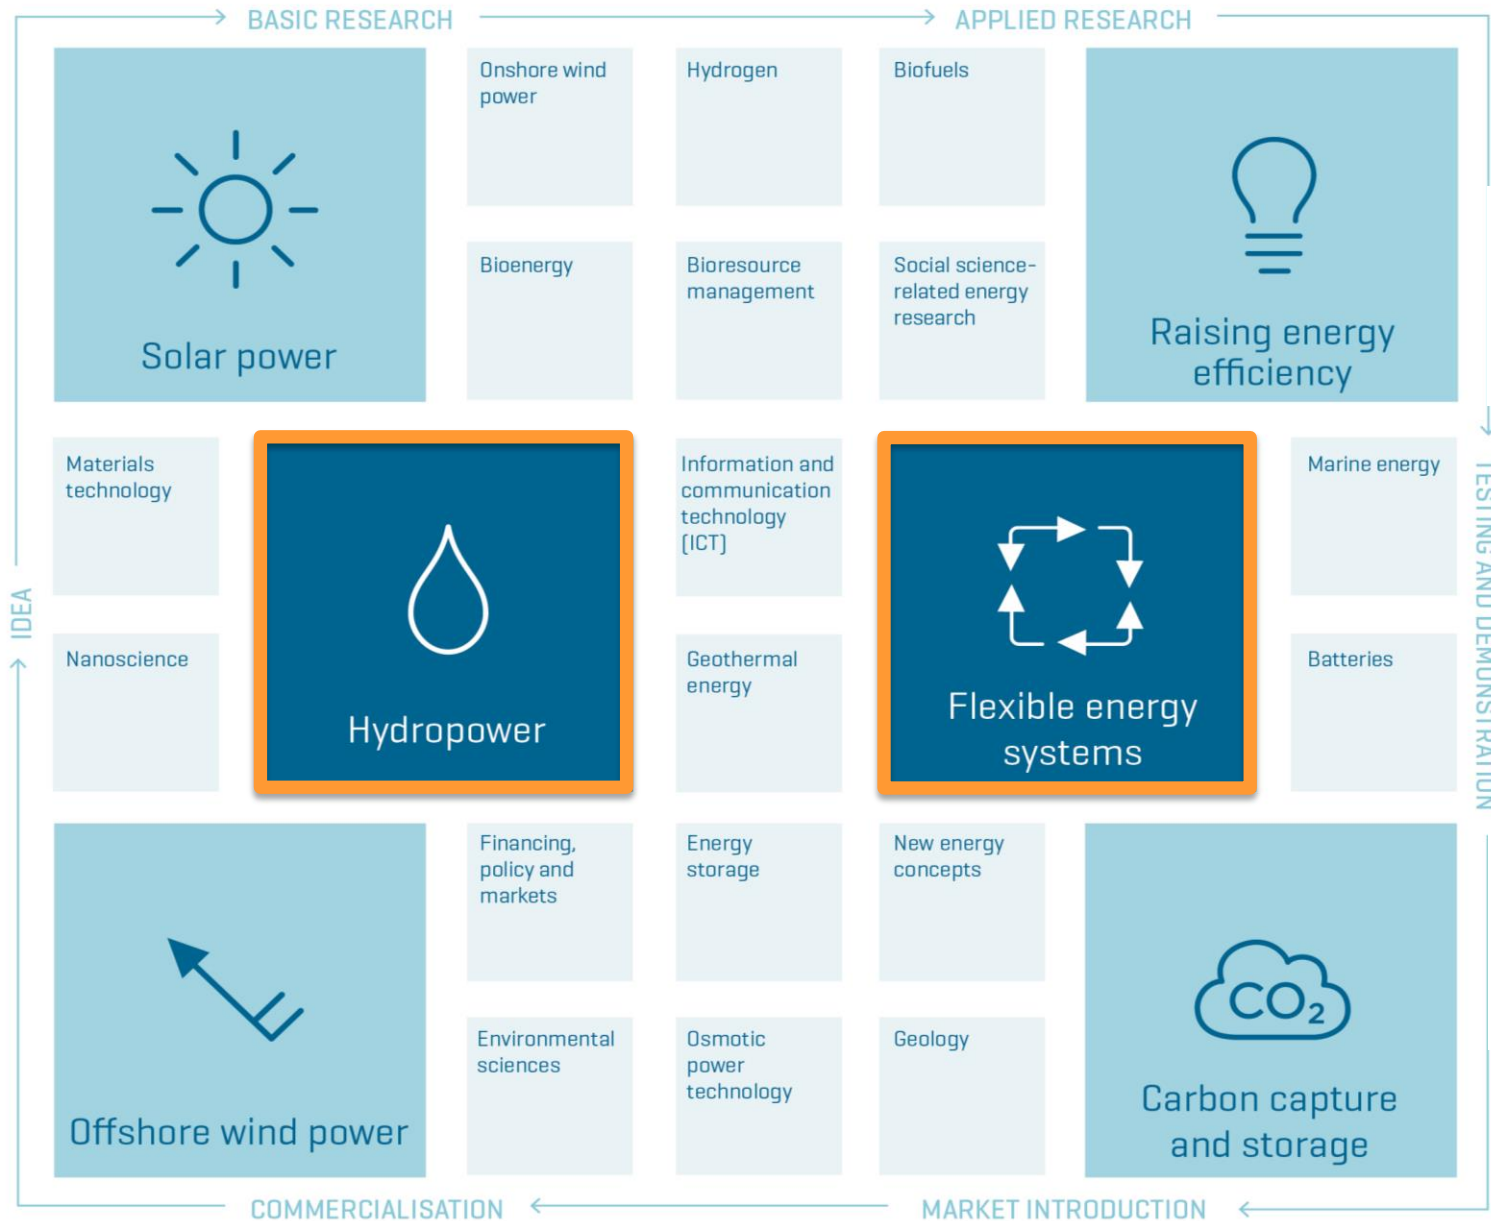 BASIC RESEARCH
APPLIED RESEARCH
Solar power
Onshore wind
power
Hydrogen
Biofuels
Bioenergy
Bioresource
management
Social science-
related energy
research
Raising energy
efficiency
Materials
technology
Nanoscience
Hydropower
Information and
communication
technology
(ICT)
Geothermal
energy
Flexible energy
systems
Marine energy
Batteries
IDEA
TESTING AND DEMONSTRATION
Offshore wind power
Financing,
policy and
markets
Energy
storage
New energy
concepts
Environmental
sciences
Osmotic
power
technology
Geology
CO2
Carbon capture
and storage
COMMERCIALISATION
MARKET INTRODUCTION